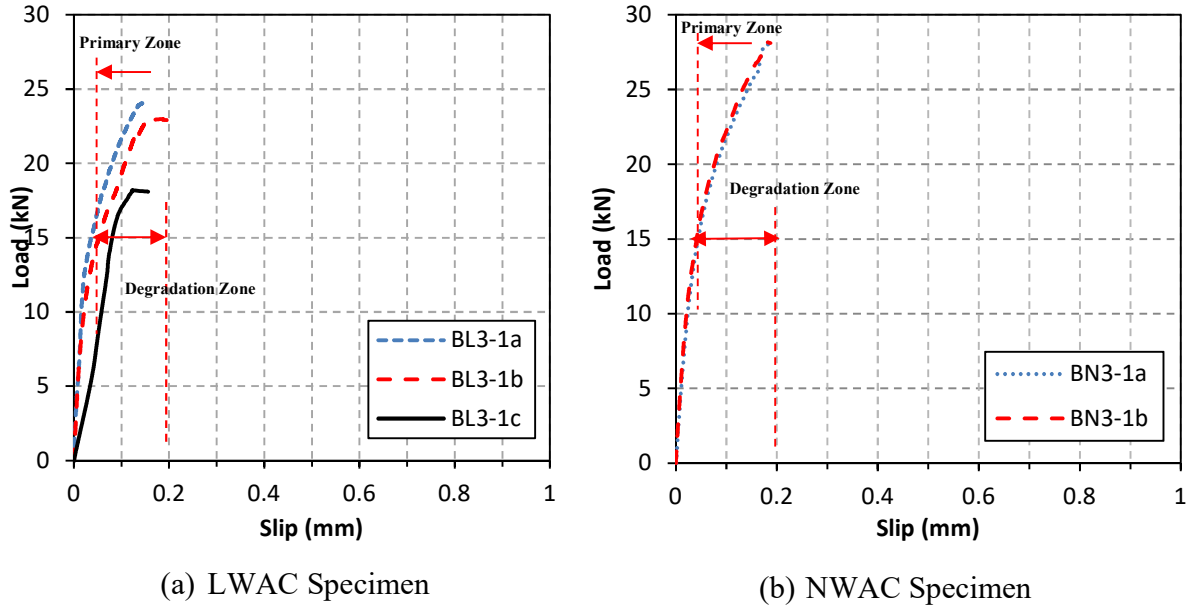 30
25
20
15
10
5
0
Load (kN)
Primary Zone
Degradation Zone
BL3-1a
BL3-1b
BL3-1c
0 0.2 0.4 0.6 0.8 1
Slip (mm)
(a) LWAC Specimen
30
25
20
15
10
5
0
Load (kN)
Primary Zone
Degradation Zone
BN3-1a
BN3-1b
0 0.2 0.4 0.6 0.8 1
Slip (mm)
(b) NWAC Specimen